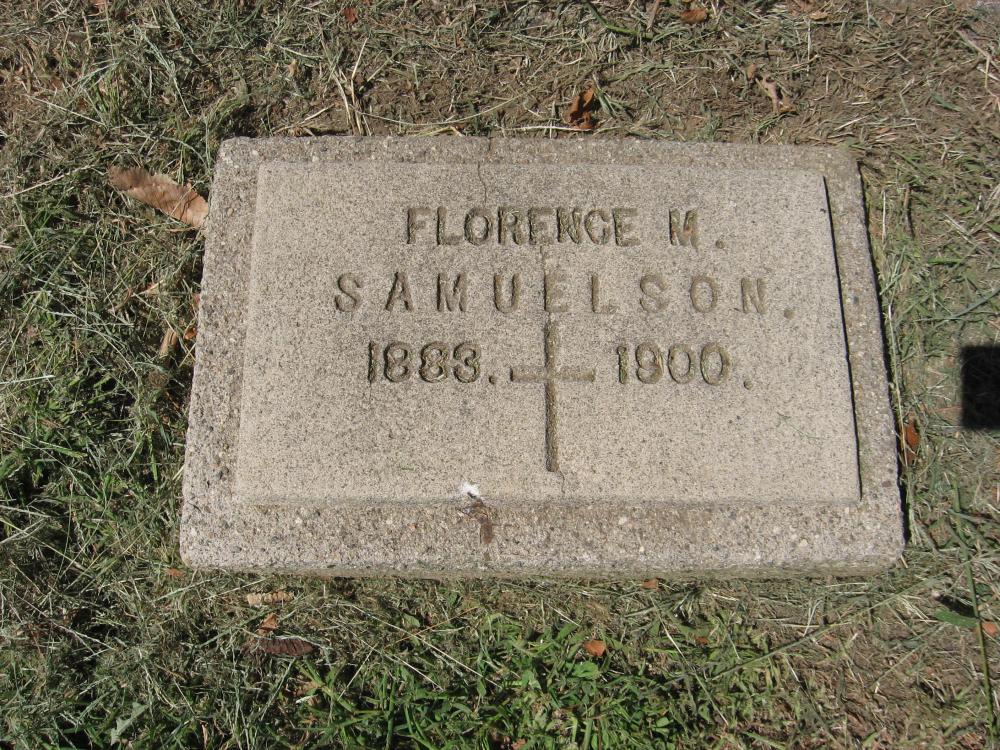 FLORENCE M.
SAMUELSON.
1883. 1900.